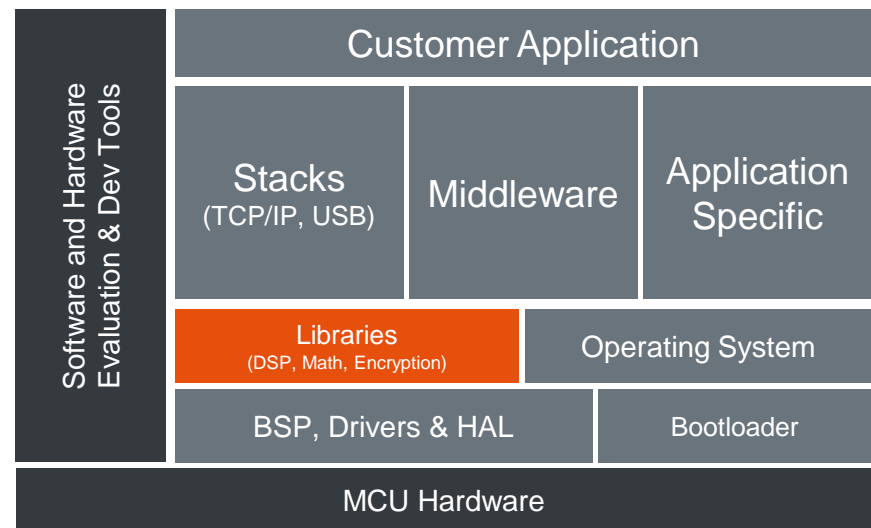 Software and Hardware
Evaluation & Dev Tools
Customer Application
Stacks
(TCP/IP, USB)
Middleware
Application
Specific
Libraries
(DSP, Math, Encryption)
Operating System
BSP, Drivers & HAL
Bootloader
MCU Hardware